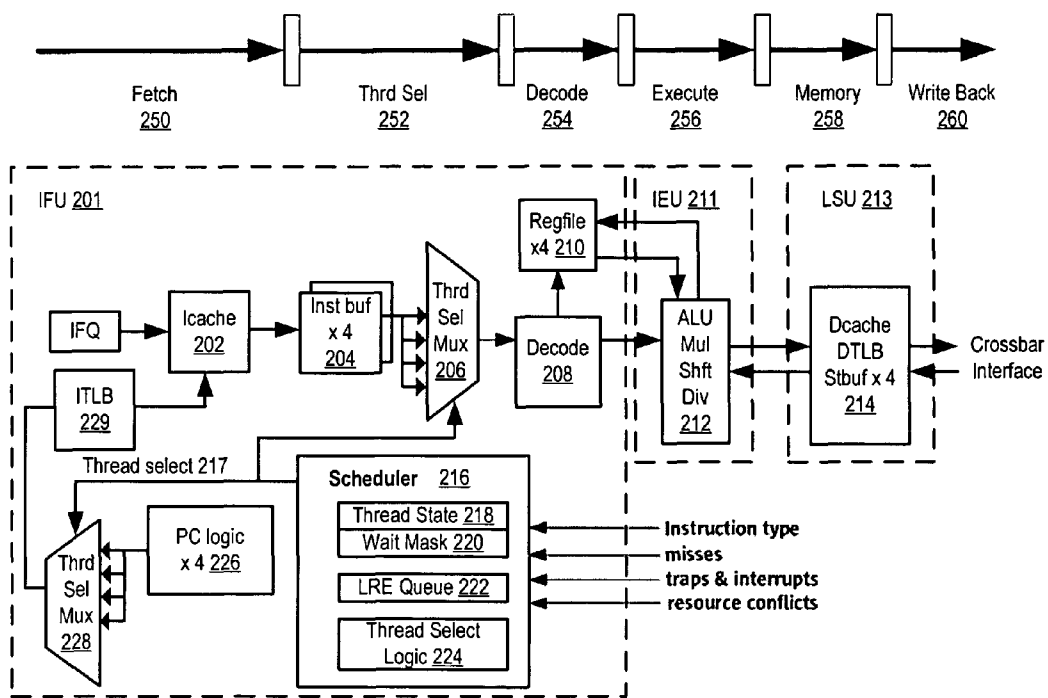 Fetch
250
Thrd Sel
252
Decode
254
Execute
256
Memory
258
Write Back
260
IFU 201
IEU 211
LSU 213
Regfile
x4 210
IFQ
Icache
202
Inst buf
x 4
204
Thrd
Sel
Mux
206
Decode
208
ALU
Mul
Shft
Div
212
Dcache
DTLB
Stbuf x 4
214
Crossbar
Interface
ITLB
229
Thread select 217
Scheduler 216
Thread State 218
Wait Mask 220
LRE Queue 222
Thread Select
Logic 224
Instruction type
misses
traps & interrupts
resource conflicts
PC logic
x 4 226
Thrd
Sel
Mux
228